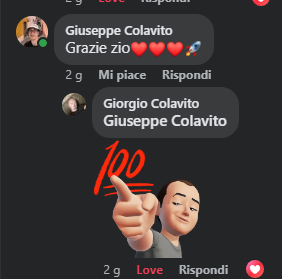 2 g Love Rispondi
Giuseppe Colavito
Grazie zio❤️❤️❤️🚀
2 g Mi piace Rispondi
Giorgio Colavito
Giuseppe Colavito
100
2 g Love Rispondi